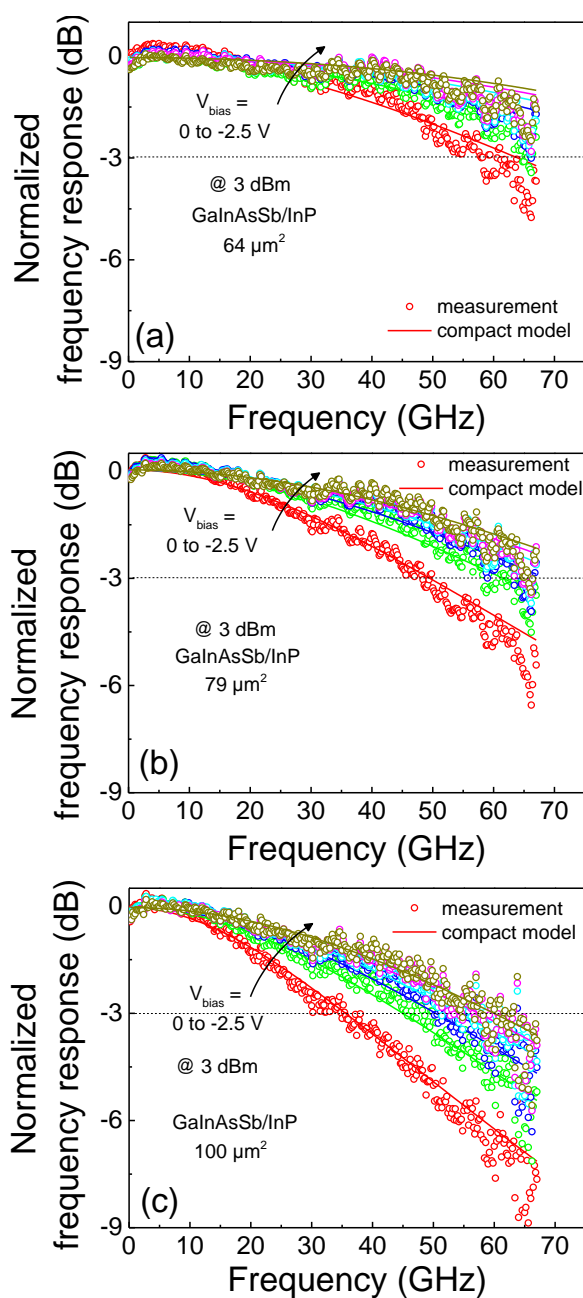 Normalized
frequency response (dB)
0
-3
-6
-9
V_bias =
0 to -2.5 V
@ 3 dBm
GaInAsSb/InP
64 µm²
measurement
compact model
(a)
0 10 20 30 40 50 60 70
Frequency (GHz)
Normalized
frequency response (dB)
0
-3
-6
-9
measurement
compact model
V_bias =
0 to -2.5 V
@ 3 dBm
GaInAsSb/InP
79 µm²
(b)
0 10 20 30 40 50 60 70
Frequency (GHz)
Normalized
frequency response (dB)
0
-3
-6
-9
measurement
compact model
V_bias =
0 to -2.5 V
@ 3 dBm
GaInAsSb/InP
100 µm²
(c)
0 10 20 30 40 50 60 70
Frequency (GHz)